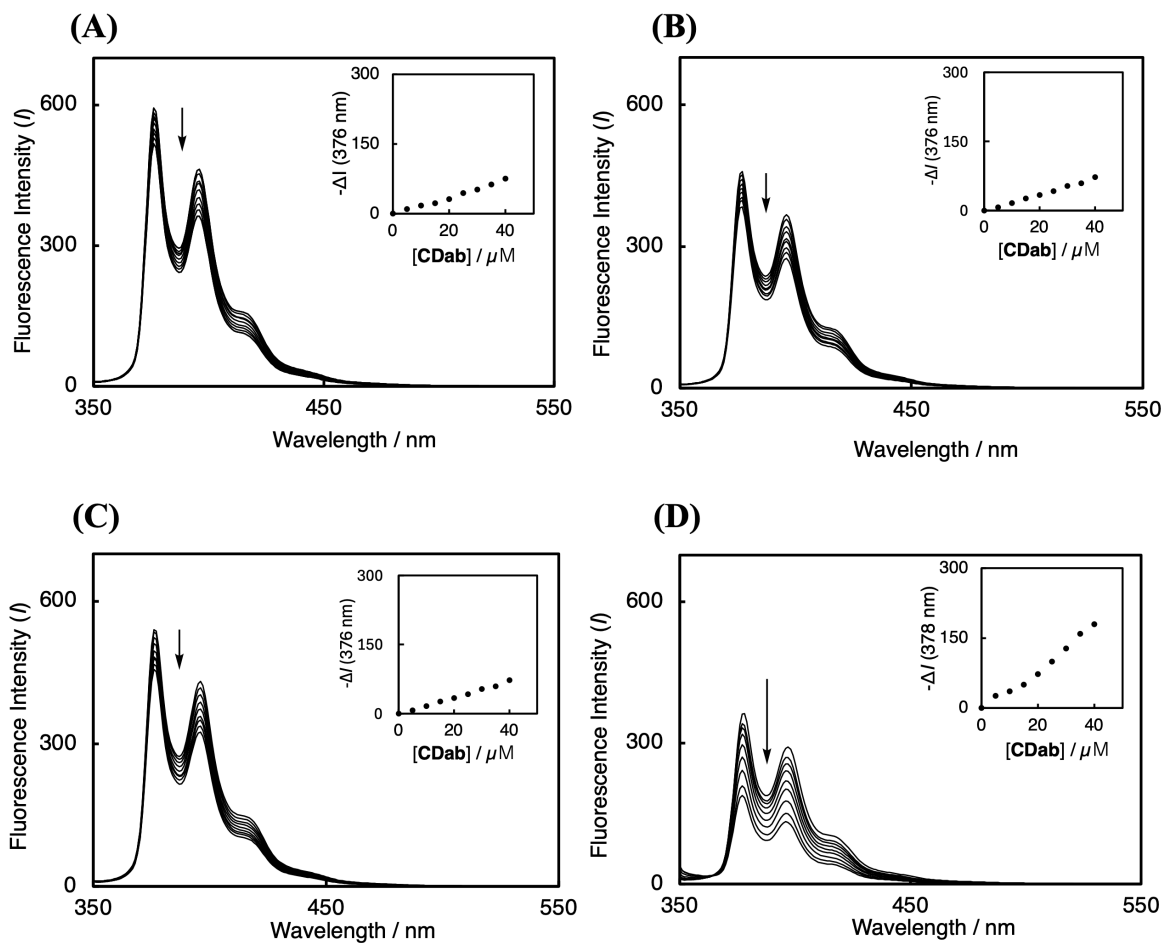 (A)
Fluorescence Intensity (I)
600
300
0
350
450
550
Wavelength / nm
-ΔI (376 nm)
300
150
0
0
20
40
[CDab] / μM
(B)
Fluorescence Intensity (I)
600
300
0
350
450
550
Wavelength / nm
-ΔI (376 nm)
300
150
0
0
20
40
[CDab] / μM
(C)
Fluorescence Intensity (I)
600
300
0
350
450
550
Wavelength / nm
-ΔI (376 nm)
300
150
0
0
20
40
[CDab] / μM
(D)
Fluorescence Intensity (I)
600
300
0
350
450
550
Wavelength / nm
-ΔI (378 nm)
300
150
0
0
20
40
[CDab] / μM